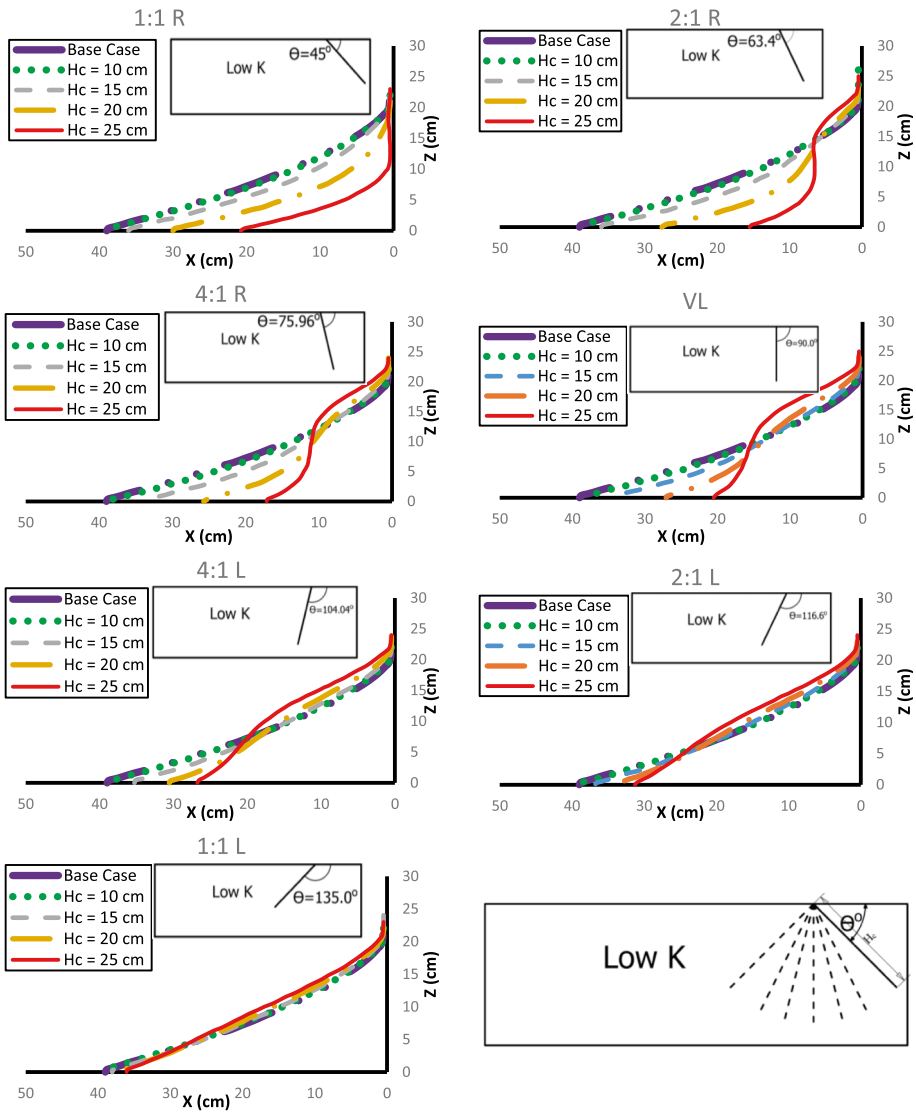 1:1 R
Base Case
Hc = 10 cm
Hc = 15 cm
Hc = 20 cm
Hc = 25 cm
Low K
Θ=45⁰
30
25
20
15
10
5
0
Z (cm)
50 40 30 20 10 0
X (cm)
2:1 R
Base Case
Hc = 10 cm
Hc = 15 cm
Hc = 20 cm
Hc = 25 cm
Low K
Θ=63.4⁰
30
25
20
15
10
5
0
Z (cm)
50 40 30 20 10 0
X (cm)
4:1 R
Base Case
Hc = 10 cm
Hc = 15 cm
Hc = 20 cm
Hc = 25 cm
Low K
Θ=75.96⁰
30
25
20
15
10
5
0
Z (cm)
50 40 30 20 10 0
X (cm)
VL
Base Case
Hc = 10 cm
Hc = 15 cm
Hc = 20 cm
Hc = 25 cm
Low K
Θ=90.0⁰
30
25
20
15
10
5
0
Z (cm)
50 40 30 20 10 0
X (cm)
4:1 L
Base Case
Hc = 10 cm
Hc = 15 cm
Hc = 20 cm
Hc = 25 cm
Low K
Θ=104.04⁰
30
25
20
15
10
5
0
Z (cm)
50 40 30 20 10 0
X (cm)
2:1 L
Base Case
Hc = 10 cm
Hc = 15 cm
Hc = 20 cm
Hc = 25 cm
Low K
Θ=116.6⁰
30
25
20
15
10
5
0
Z (cm)
50 40 30 20 10 0
X (cm)
1:1 L
Base Case
Hc = 10 cm
Hc = 15 cm
Hc = 20 cm
Hc = 25 cm
Low K
Θ=135.0⁰
30
25
20
15
10
5
0
Z (cm)
50 40 30 20 10 0
X (cm)
Low K
Θ⁰
Hc